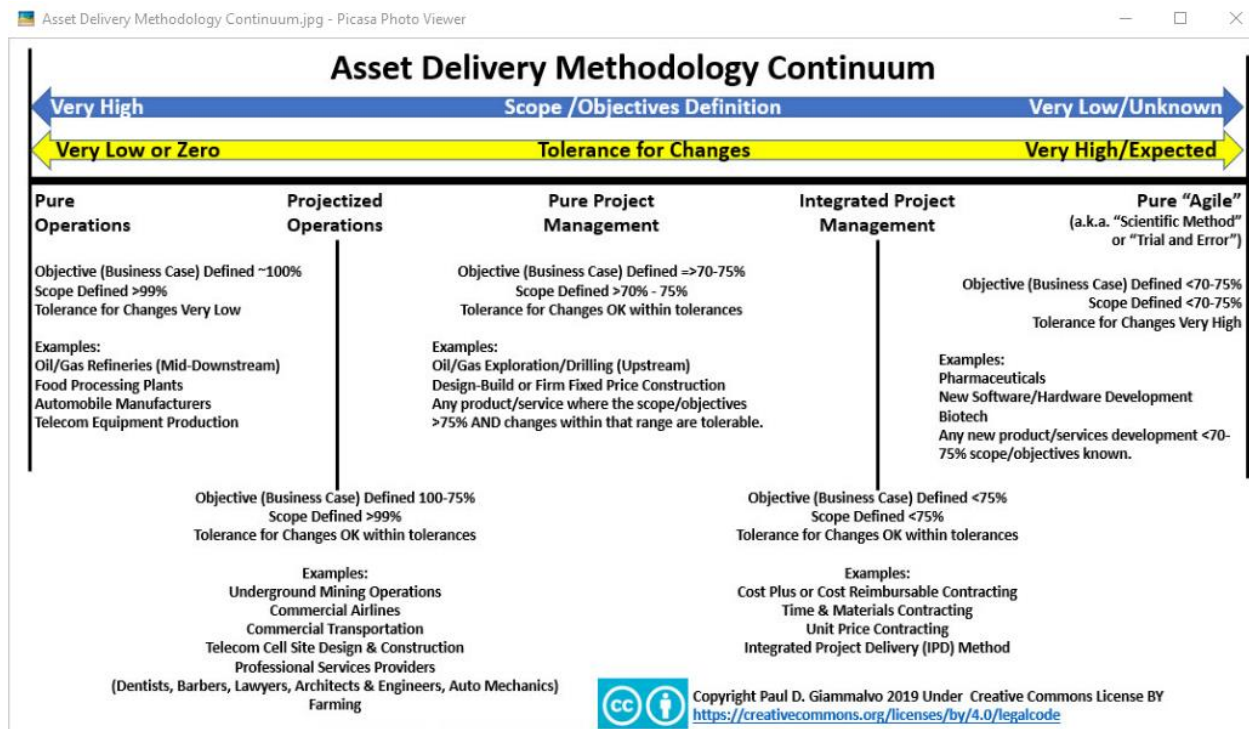 Asset Delivery Methodology Continuum.jpg - Picasa Photo Viewer
Asset Delivery Methodology Continuum
Very High Scope /Objectives Definition Very Low/Unknown
Very Low or Zero Tolerance for Changes Very High/Expected
Pure
Operations
Objective (Business Case) Defined ~100%
Scope Defined >99%
Tolerance for Changes Very Low
Examples:
Oil/Gas Refineries (Mid-Downstream)
Food Processing Plants
Automobile Manufacturers
Telecom Equipment Production
Projectized
Operations
Objective (Business Case) Defined 100-75%
Scope Defined >99%
Tolerance for Changes OK within tolerances
Examples:
Underground Mining Operations
Commercial Airlines
Commercial Transportation
Telecom Cell Site Design & Construction
Professional Services Providers
(Dentists, Barbers, Lawyers, Architects & Engineers, Auto Mechanics)
Farming
Pure Project
Management
Objective (Business Case) Defined =>70-75%
Scope Defined >70% - 75%
Tolerance for Changes OK within tolerances
Examples:
Oil/Gas Exploration/Drilling (Upstream)
Design-Build or Firm Fixed Price Construction
Any product/service where the scope/objectives
>75% AND changes within that range are tolerable.
Integrated Project
Management
Objective (Business Case) Defined <75%
Scope Defined <75%
Tolerance for Changes OK within tolerances
Examples:
Cost Plus or Cost Reimbursable Contracting
Time & Materials Contracting
Unit Price Contracting
Integrated Project Delivery (IPD) Method
Pure “Agile”
(a.k.a. “Scientific Method”
or “Trial and Error”)
Objective (Business Case) Defined <70-75%
Scope Defined <70-75%
Tolerance for Changes Very High
Examples:
Pharmaceuticals
New Software/Hardware Development
Biotech
Any new product/services development <70-
75% scope/objectives known.
cc
Copyright Paul D. Giammalvo 2019 Under Creative Commons License BY
https://creativecommons.org/licenses/by/4.0/legalcode